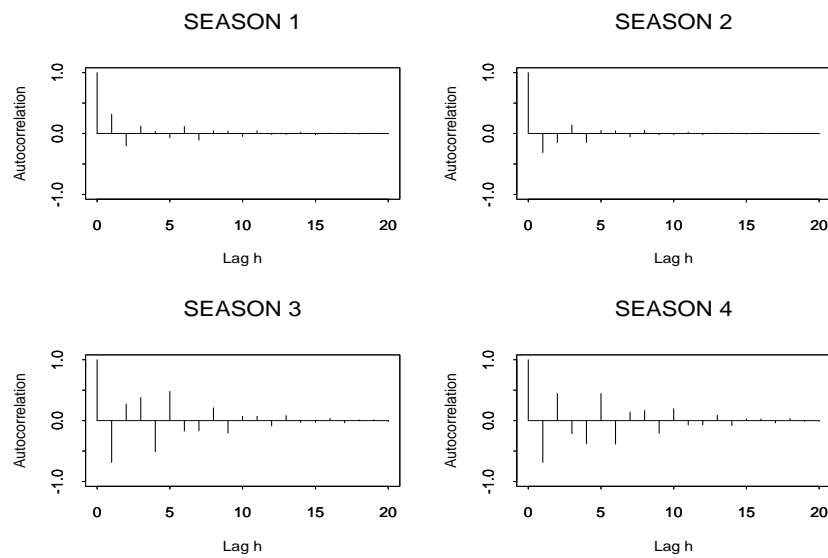 SEASON 1
Autocorrelation
1.0
0.0
-1.0
0 5 10 15 20
Lag h
SEASON 2
Autocorrelation
1.0
0.0
-1.0
0 5 10 15 20
Lag h
SEASON 3
Autocorrelation
1.0
0.0
-1.0
0 5 10 15 20
Lag h
SEASON 4
Autocorrelation
1.0
0.0
-1.0
0 5 10 15 20
Lag h